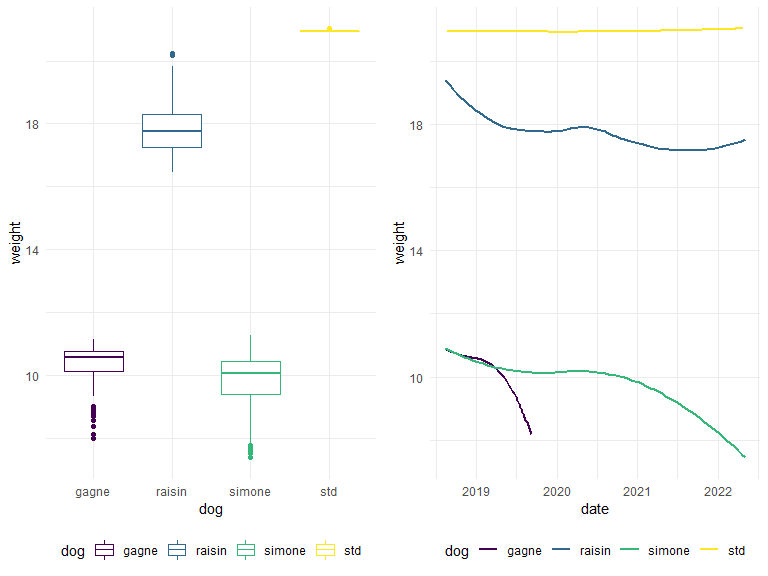 weight
18
14
10
gagne raisin simone std
dog
dog gagne raisin simone std
weight
18
14
10
2019 2020 2021 2022
date
dog gagne raisin simone std